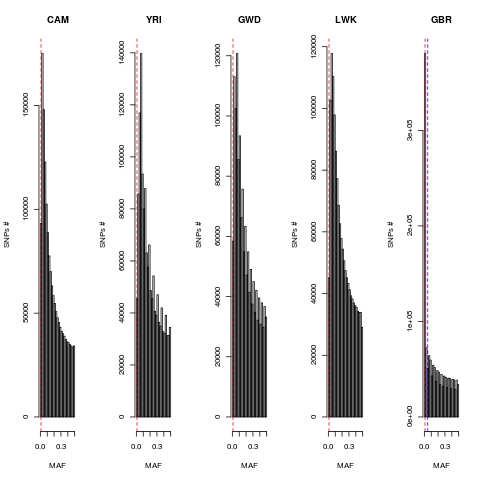 CAM
SNPs #
0
50000
100000
150000
0.0 0.3
MAF
YRI
SNPs #
0
20000
40000
60000
80000
100000
120000
140000
0.0 0.3
MAF
GWD
SNPs #
0
20000
40000
60000
80000
100000
120000
0.0 0.3
MAF
LWK
SNPs #
0
20000
40000
60000
80000
100000
120000
0.0 0.3
MAF
GBR
SNPs #
0e+00
1e+05
2e+05
3e+05
0.0 0.3
MAF